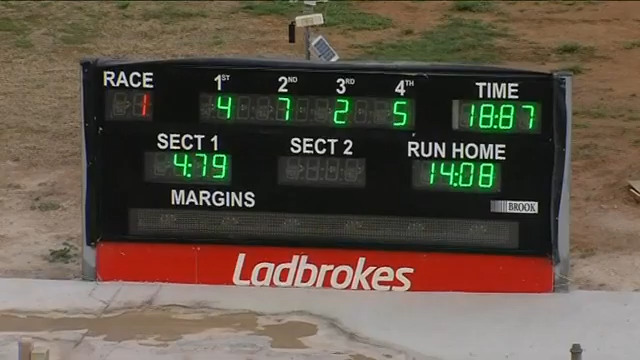 RACE 1ST 2ND 3RD 4TH TIME
1 4 7 2 5 18:87
SECT 1 SECT 2 RUN HOME
4:79 14:08
MARGINS BROOK
Ladbrokes